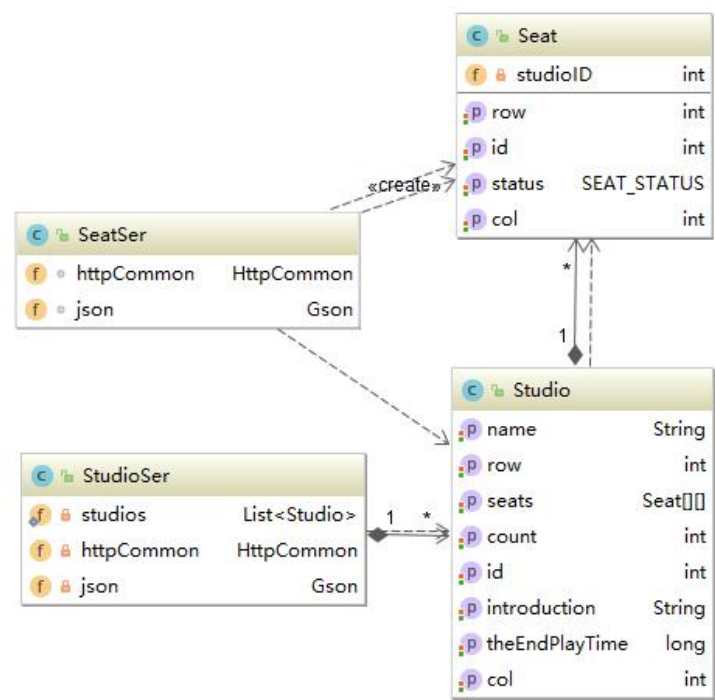 Seat
studioID int
row int
id int
status SEAT_STATUS
col int
«create»
SeatSer
httpCommon HttpCommon
json Gson
*
1
Studio
name String
row int
seats Seat[][]
count int
id int
introduction String
theEndPlayTime long
col int
StudioSer
studios List<Studio>
httpCommon HttpCommon
json Gson
1 *